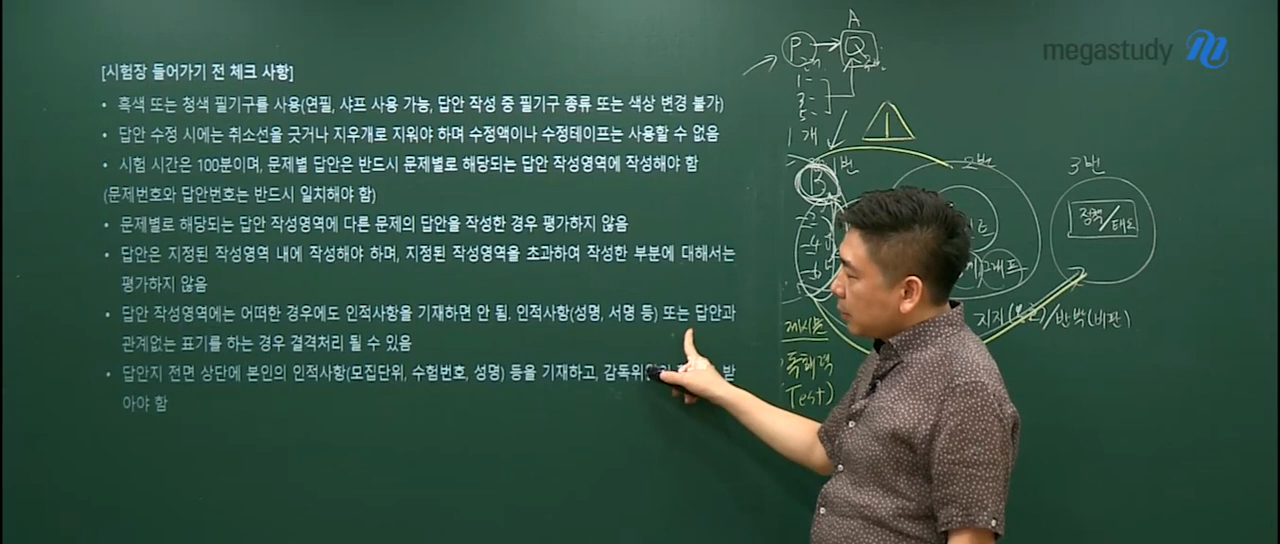 [시험장 들어가기 전 체크 사항]
• 흑색 또는 청색 필기구를 사용(연필, 샤프 사용 가능, 답안 작성 중 필기구 종류 또는 색상 변경 불가)
• 답안 수정 시에는 취소선을 긋거나 지우개로 지워야 하며 수정액이나 수정테이프는 사용할 수 없음
• 시험 시간은 100분이며, 문제별 답안은 반드시 문제별로 해당되는 답안 작성영역에 작성해야 함
(문제번호와 답안번호는 반드시 일치해야 함)
• 문제별로 해당되는 답안 작성영역에 다른 문제의 답안을 작성한 경우 평가하지 않음
• 답안은 지정된 작성영역 내에 작성해야 하며, 지정된 작성영역을 초과하여 작성한 부분에 대해서는
평가하지 않음
• 답안 작성영역에는 어떠한 경우에도 인적사항을 기재하면 안 됨. 인적사항(성명, 서명 등) 또는 답안과
관계없는 표기를 하는 경우 결격처리 될 수 있음
• 답안지 전면 상단에 본인의 인적사항(모집단위, 수험번호, 성명) 등을 기재하고, 감독위 받
아야 함
megastudy
A
P → Q
1
3
5
1개
1번
2번
3번
정책/태도
그래프
지지( )/반박(비판)
제시문
독해력
Test)